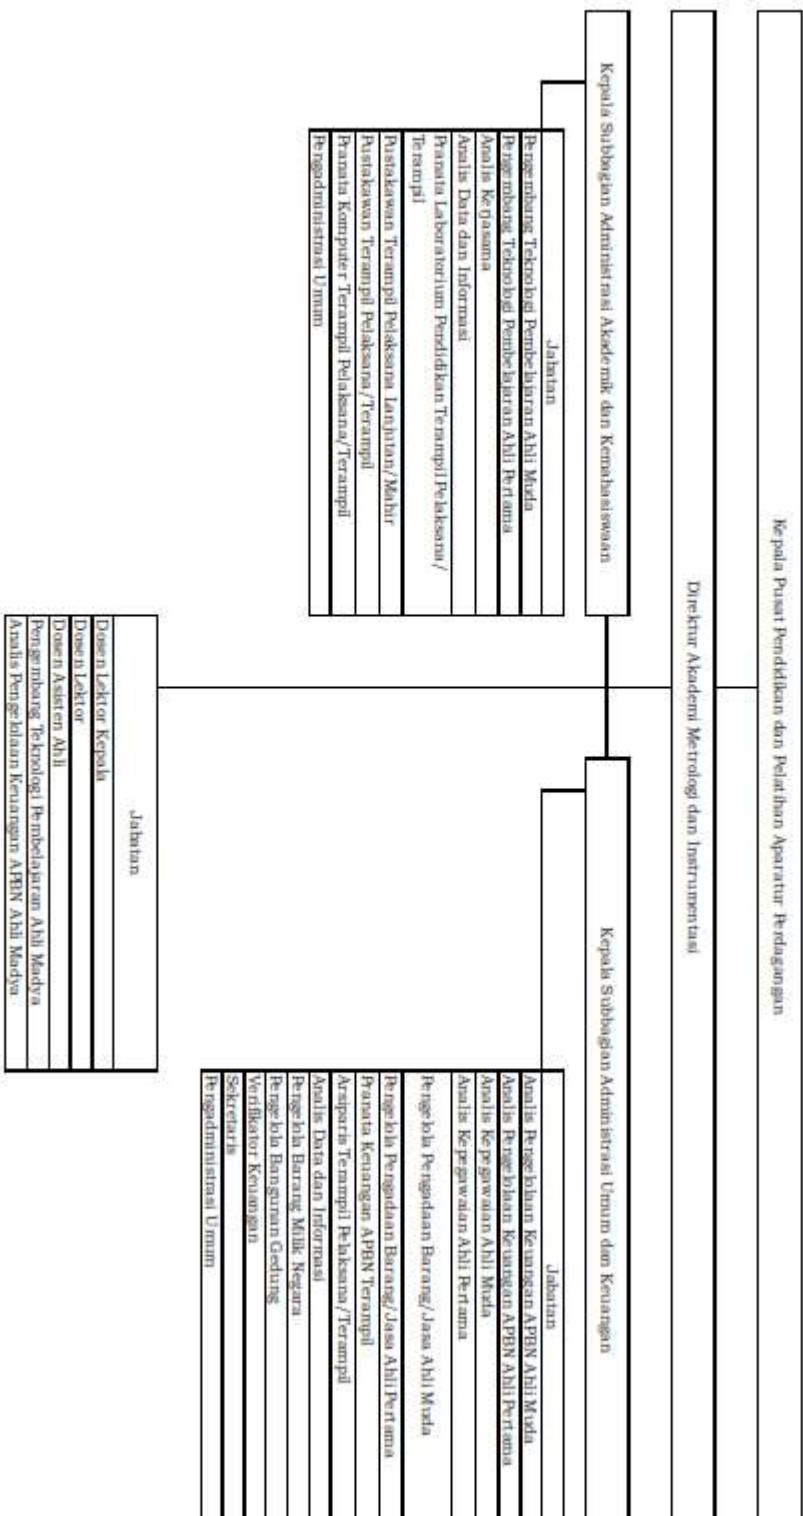 Kepala Pusat Pendidikan dan Pelatihan Aparatur Perdagangan
Direktur Akademi Metrologi dan Instrumentasi
Kepala Subbagian Administrasi Akademik dan Kemahasiswaan
Jabatan
Pengembang Teknologi Pembelajaran Ahli Muda
Pengembang Teknologi Pembelajaran Ahli Pertama
Analis Kerjasama
Analis Data dan Informasi
Pranata Laboratorium Pendidikan Terampil Pelaksana/
Terampil
Pustakawan Terampil Pelaksana Lanjutan/Mahir
Pustakawan Terampil Pelaksana/Terampil
Pranata Komputer Terampil Pelaksana/Terampil
Pengadministrasi Umum
Kepala Subbagian Administrasi Umum dan Keuangan
Jabatan
Analis Pengelolaan Keuangan APBN Ahli Muda
Analis Pengelolaan Keuangan APBN Ahli Pertama
Analis Kepegawaian Ahli Muda
Analis Kepegawaian Ahli Pertama
Pengelola Pengadaan Barang/Jasa Ahli Muda
Pengelola Pengadaan Barang/Jasa Ahli Pertama
Pranata Keuangan APBN Terampil
Arsiparis Terampil Pelaksana/Terampil
Analis Data dan Informasi
Pengelola Barang Milik Negara
Pengelola Bangunan Gedung
Verifikator Keuangan
Sekretaris
Pengadministrasi Umum
Jabatan
Dosen Lektor Kepala
Dosen Lektor
Dosen Asisten Ahli
Pengembang Teknologi Pembelajaran Ahli Madya
Analis Pengelolaan Keuangan APBN Ahli Madya